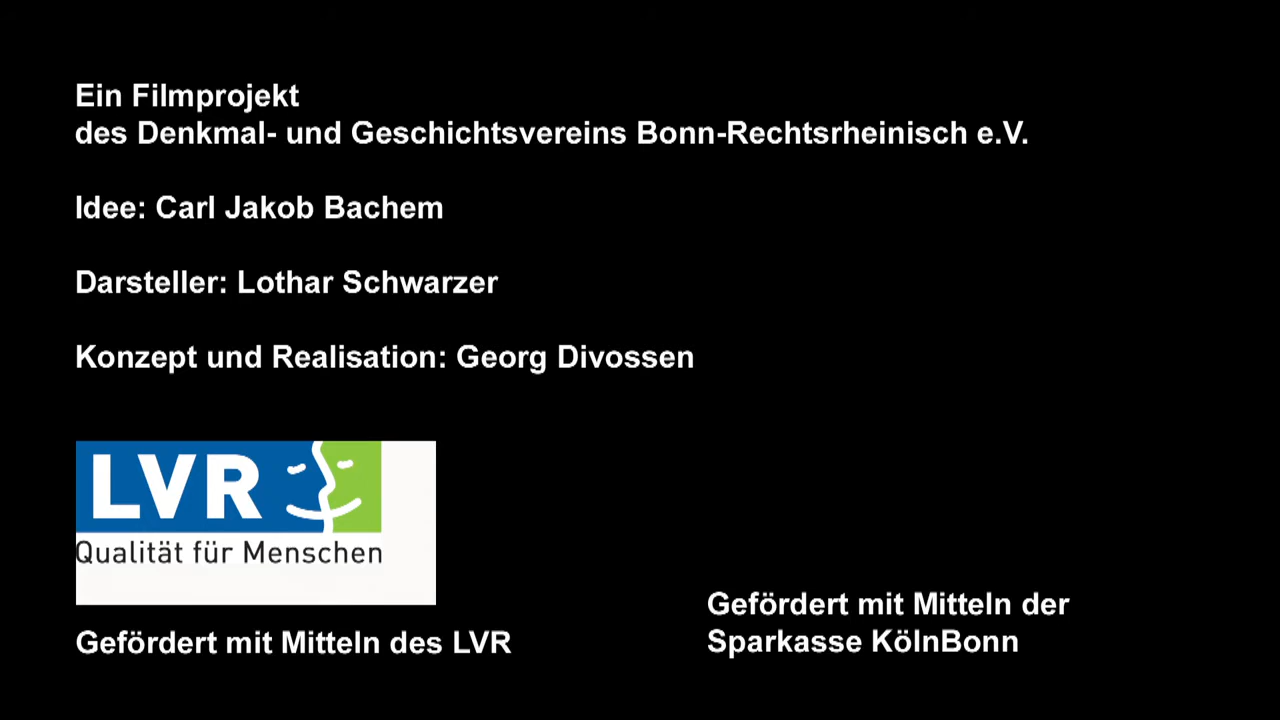 Ein Filmprojekt
des Denkmal- und Geschichtsvereins Bonn-Rechtsrheinisch e.V.
Idee: Carl Jakob Bachem
Darsteller: Lothar Schwarzer
Konzept und Realisation: Georg Divossen
LVR
Qualität für Menschen
Gefördert mit Mitteln des LVR
Gefördert mit Mitteln der
Sparkasse KölnBonn